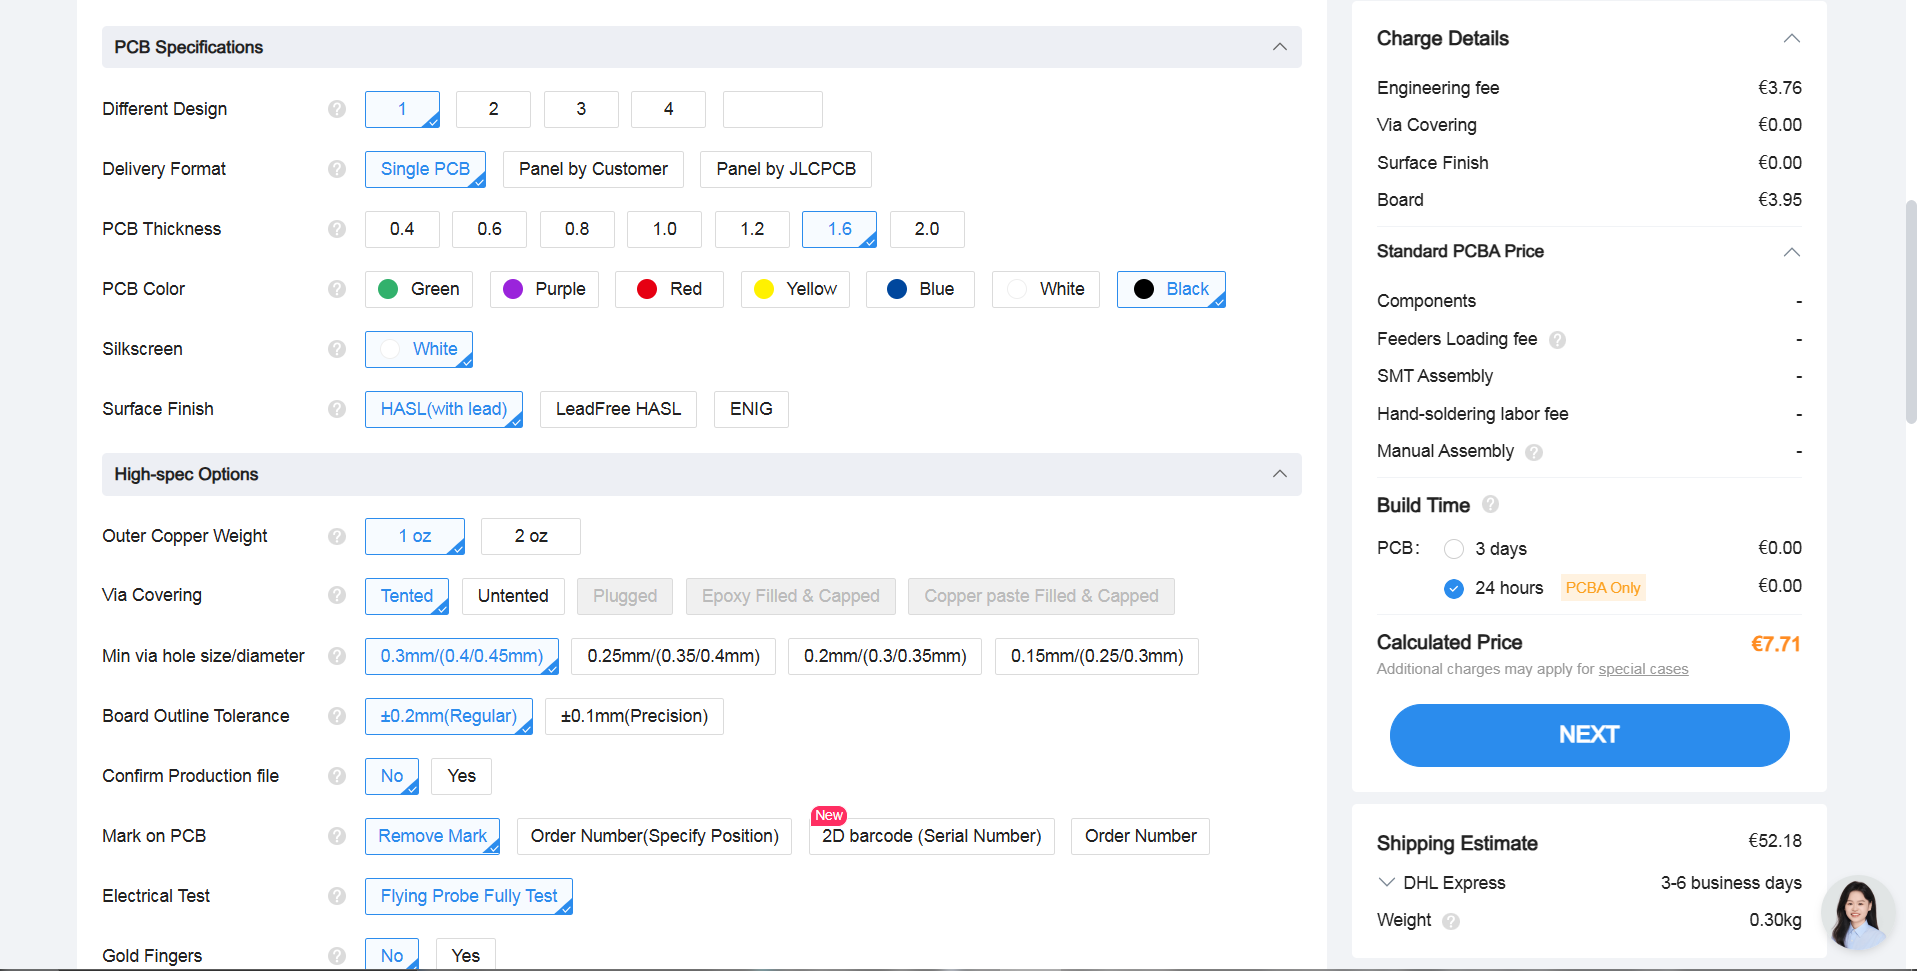 PCB Specifications
Different Design ? 1 2 3 4
Delivery Format ? Single PCB Panel by Customer Panel by JLCPCB
PCB Thickness ? 0.4 0.6 0.8 1.0 1.2 1.6 2.0
PCB Color ? Green Purple Red Yellow Blue White Black
Silkscreen ? White
Surface Finish ? HASL(with lead) LeadFree HASL ENIG
High-spec Options
Outer Copper Weight ? 1 oz 2 oz
Via Covering ? Tented Untented Plugged Epoxy Filled & Capped Copper paste Filled & Capped
Min via hole size/diameter ? 0.3mm/(0.4/0.45mm) 0.25mm/(0.35/0.4mm) 0.2mm/(0.3/0.35mm) 0.15mm/(0.25/0.3mm)
Board Outline Tolerance ? ±0.2mm(Regular) ±0.1mm(Precision)
Confirm Production file ? No Yes
New
Mark on PCB ? Remove Mark Order Number(Specify Position) 2D barcode (Serial Number) Order Number
Electrical Test ? Flying Probe Fully Test
Gold Fingers ? No Yes
Charge Details
Engineering fee €3.76
Via Covering €0.00
Surface Finish €0.00
Board €3.95
Standard PCBA Price
Components -
Feeders Loading fee ? -
SMT Assembly -
Hand-soldering labor fee -
Manual Assembly ? -
Build Time ?
PCB: 3 days €0.00
24 hours PCBA Only €0.00
Calculated Price €7.71
Additional charges may apply for special cases
NEXT
Shipping Estimate €52.18
DHL Express 3-6 business days
Weight ? 0.30kg